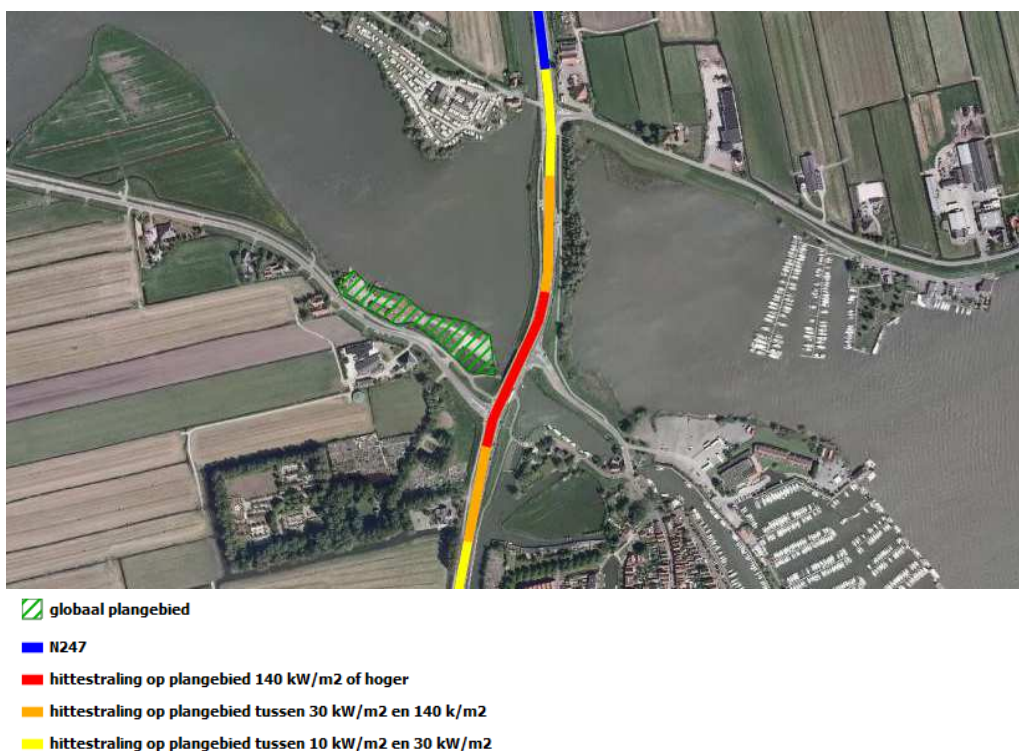 globaal plangebied
N247
hittestraling op plangebied 140 kW/m2 of hoger
hittestraling op plangebied tussen 30 kW/m2 en 140 k/m2
hittestraling op plangebied tussen 10 kW/m2 en 30 kW/m2